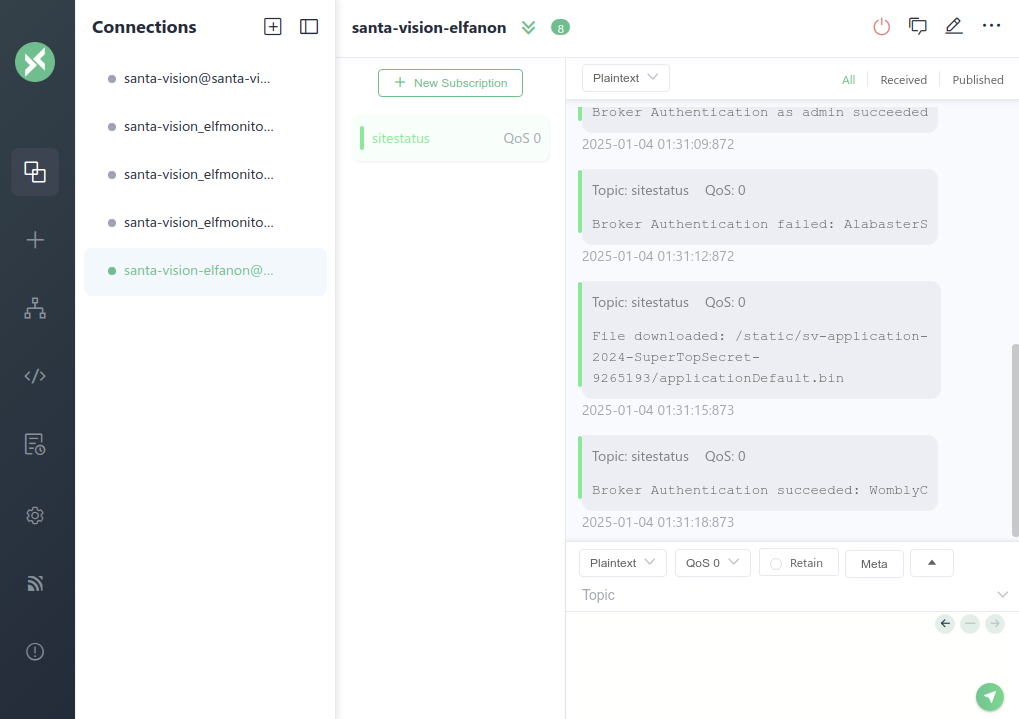 Connections
santa-vision@santa-vi...
santa-vision_elfmonito...
santa-vision_elfmonito...
santa-vision_elfmonito...
santa-vision-elfanon@...
santa-vision-elfanon 8
New Subscription
sitestatus QoS 0
Plaintext All Received Published
Broker Authentication as admin succeeded
2025-01-04 01:31:09:872
Topic: sitestatus QoS: 0
Broker Authentication failed: AlabasterS
2025-01-04 01:31:12:872
Topic: sitestatus QoS: 0
File downloaded: /static/sv-application-
2024-SuperTopSecret-
9265193/applicationDefault.bin
2025-01-04 01:31:15:873
Topic: sitestatus QoS: 0
Broker Authentication succeeded: WomblyC
2025-01-04 01:31:18:873
Plaintext QoS 0 Retain Meta
Topic